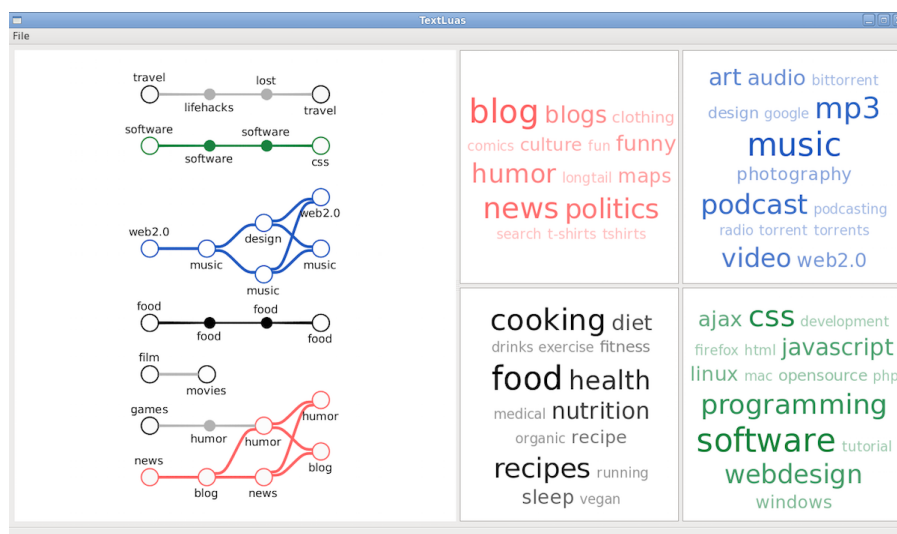 TextLuas
File
travel
lost
lifehacks
travel
software
software
software
css
web2.0
web2.0
design
music
music
music
food
food
food
food
film
movies
games
humor
humor
humor
news
blog
blog
news
blog blogs clothing
comics culture fun funny
humor longtail maps
news politics
search t-shirts tshirts
art audio bittorrent
design google mp3
music
photography
podcast podcasting
radio torrent torrents
video web2.0
cooking diet
drinks exercise fitness
food health
medical nutrition
organic recipe
recipes running
sleep vegan
ajax css development
firefox html javascript
linux mac opensource php
programming
software tutorial
webdesign
windows